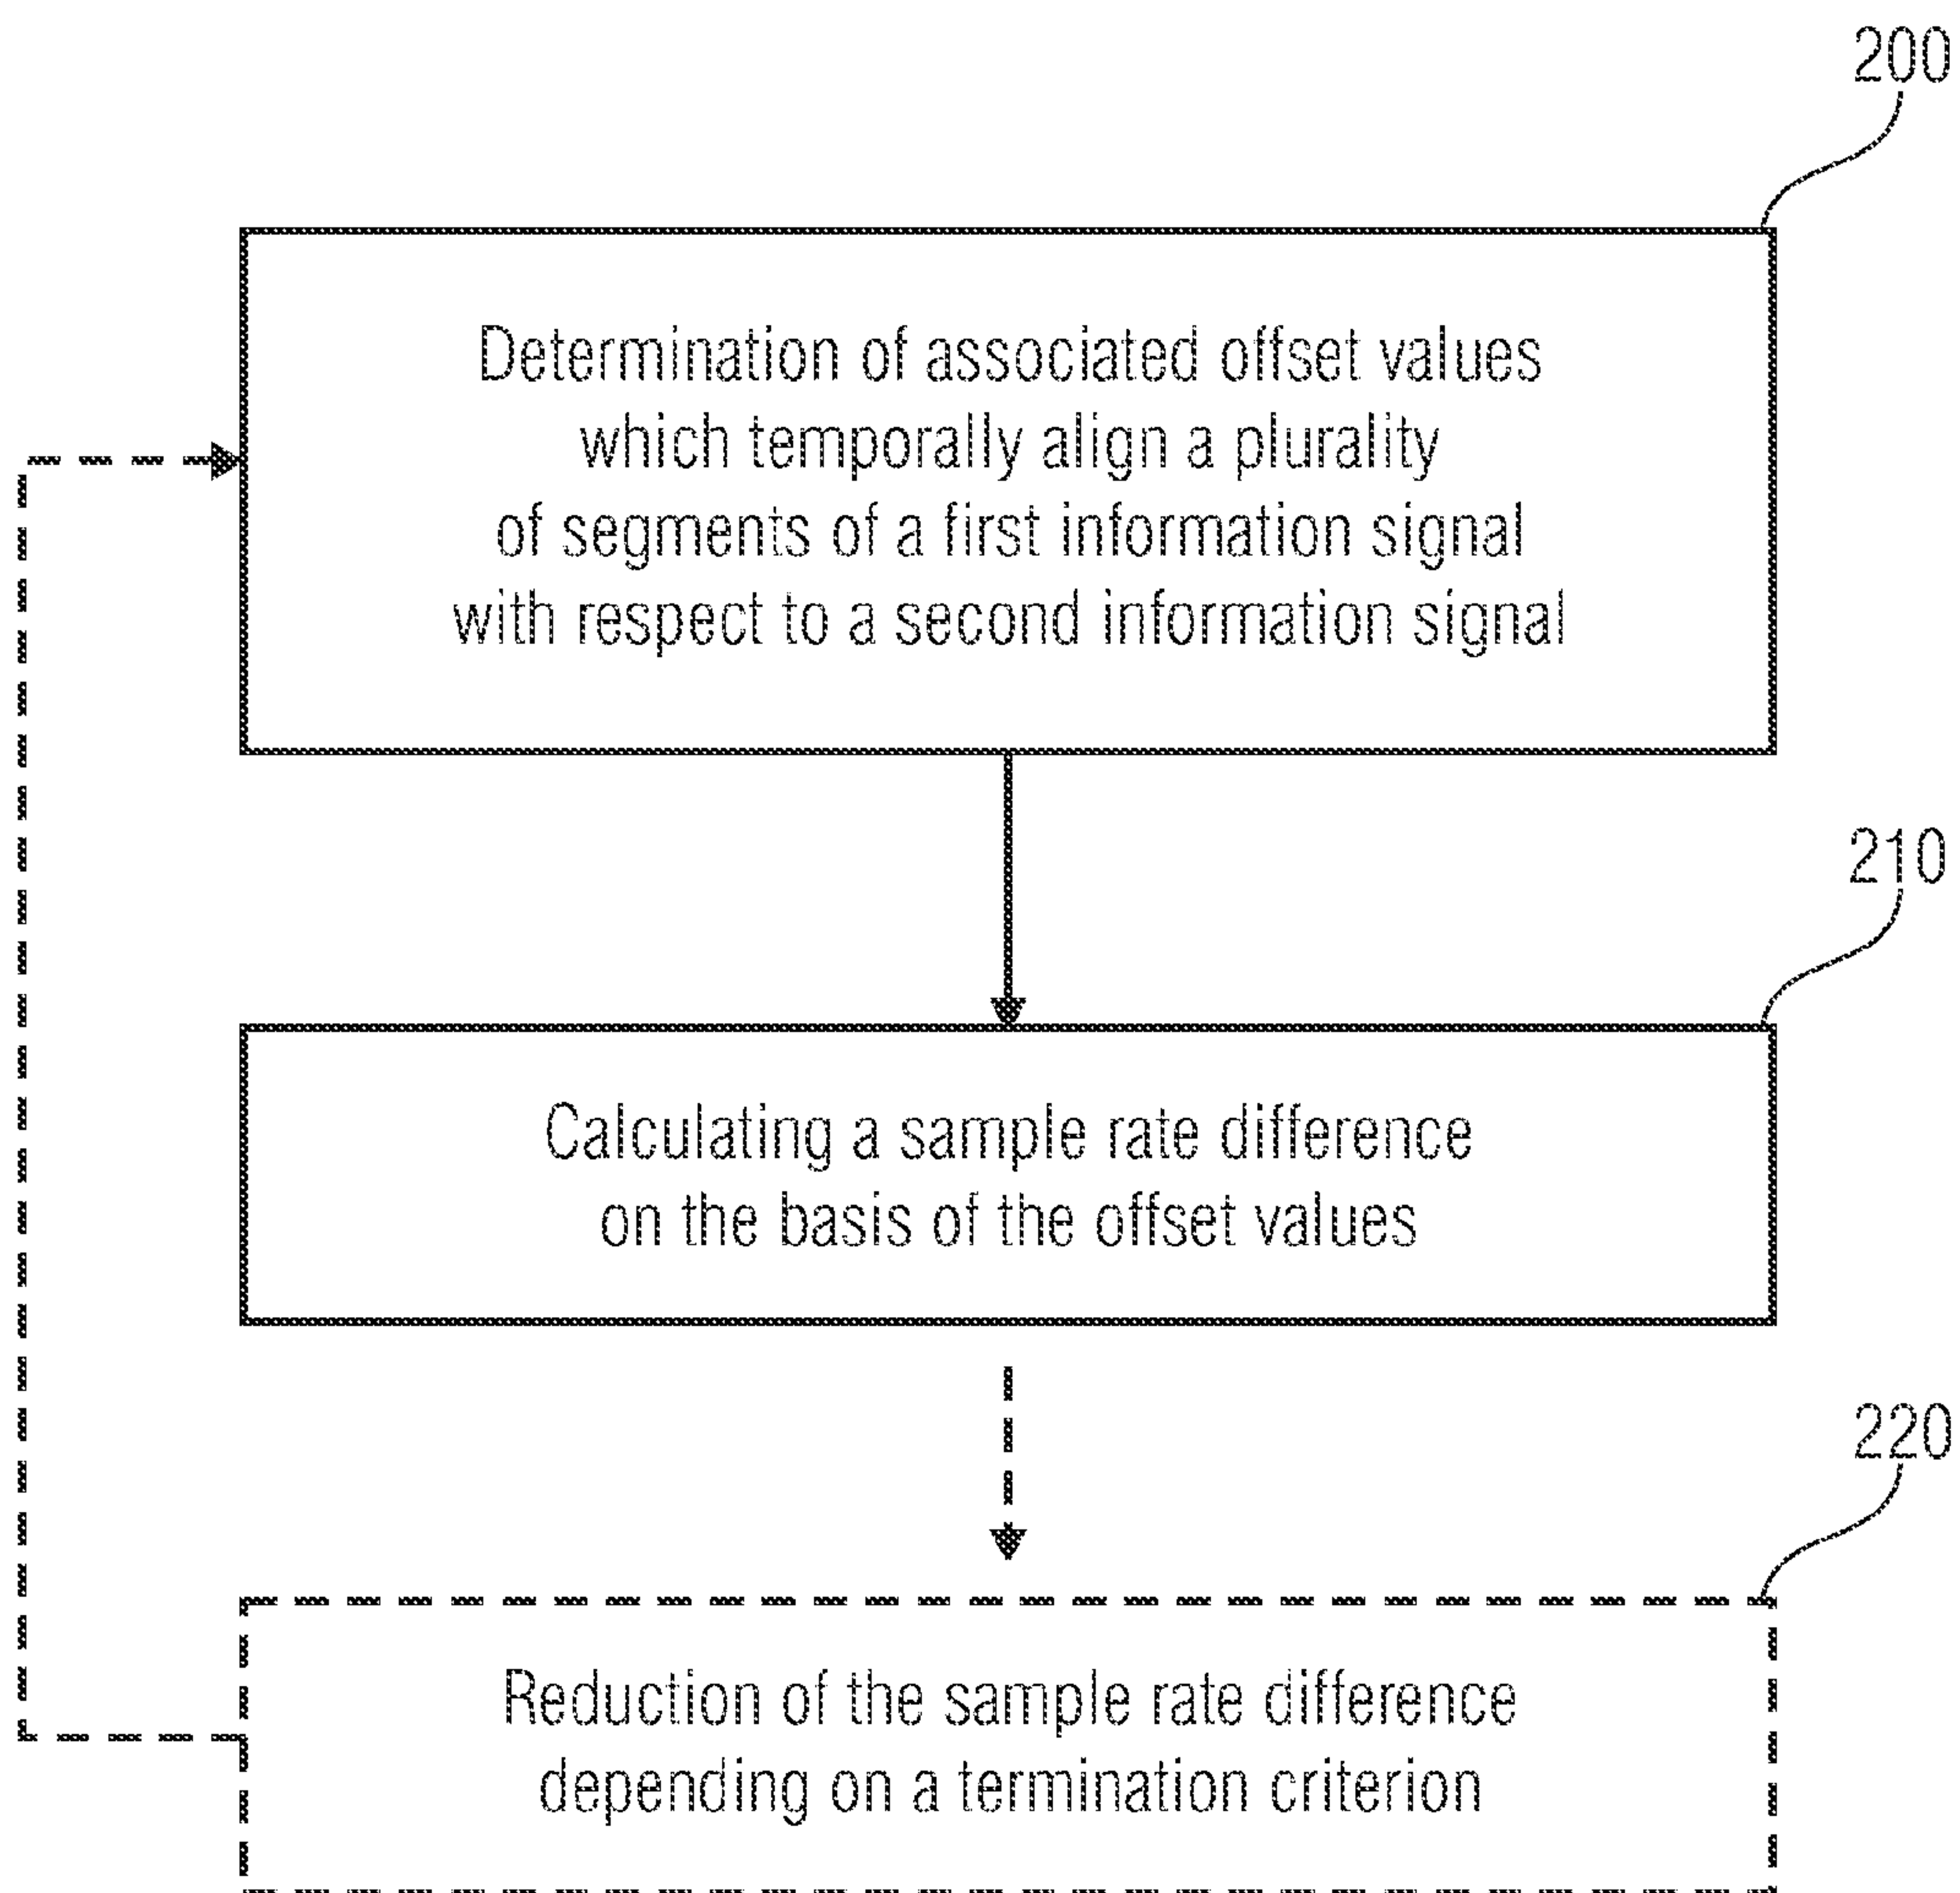 200
Determination of associated offset values
which temporally align a plurality
of segments of a first information signal
with respect to a second information signal
210
Calculating a sample rate difference
on the basis of the offset values
220
Reduction of the sample rate difference
depending on a termination criterion